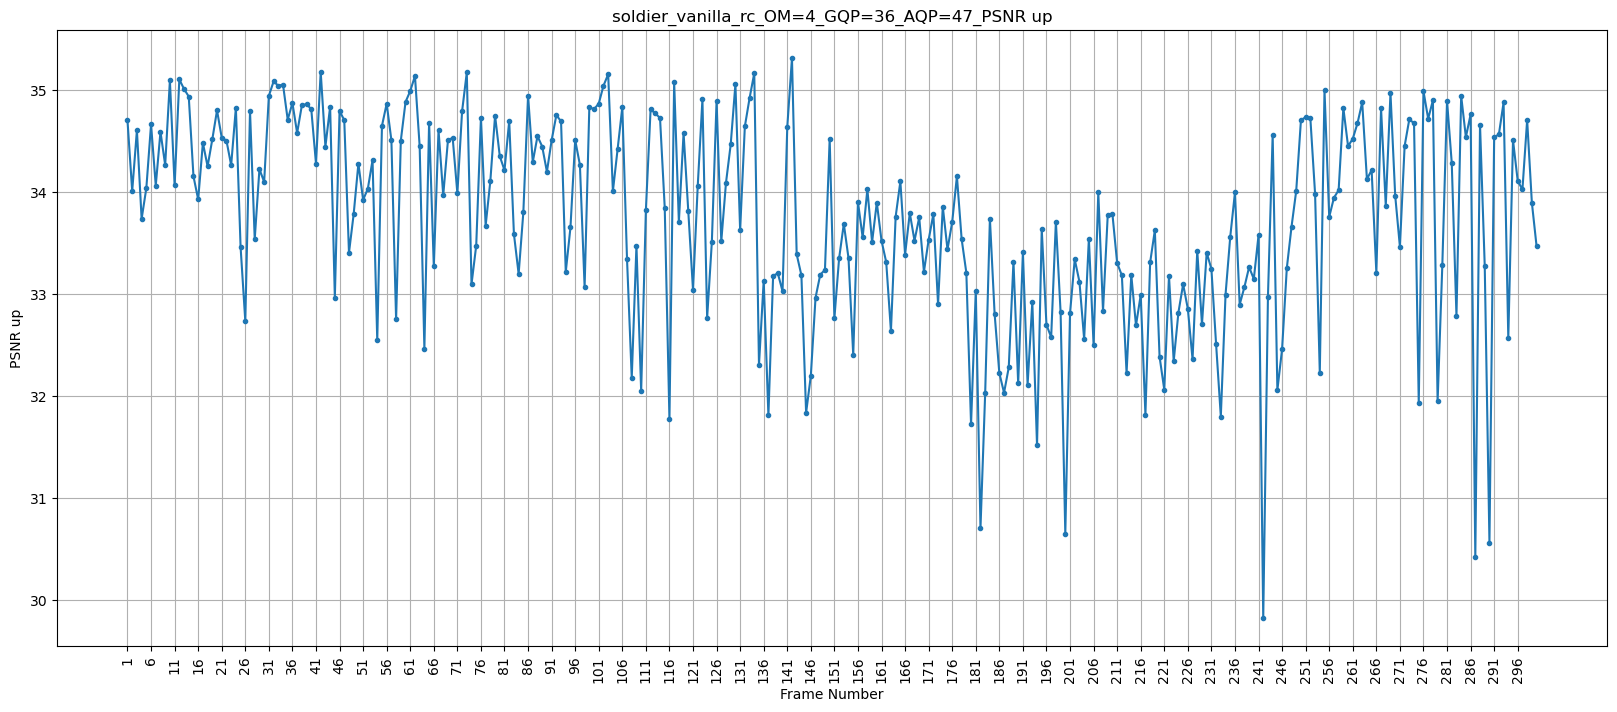 soldier_vanilla_rc_OM=4_GQP=36_AQP=47_PSNR up
PSNR up
35
34
33
32
31
30
1 6 11 16 21 26 31 36 41 46 51 56 61 66 71 76 81 86 91 96 101 106 111 116 121 126 131 136 141 146 151 156 161 166 171 176 181 186 191 196 201 206 211 216 221 226 231 236 241 246 251 256 261 266 271 276 281 286 291 296
Frame Number